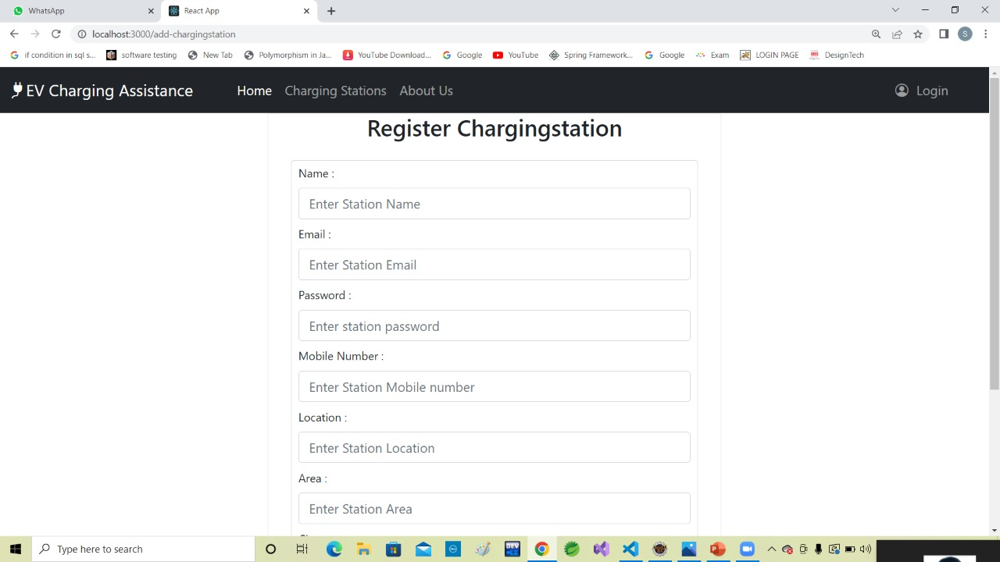 WhatsApp
React App
localhost:3000/add-chargingstation
if condition in sql s...
software testing
New Tab
Polymorphism in Ja...
YouTube Download...
Google
YouTube
Spring Framework...
Google
Exam
LOGIN PAGE
DesignTech
EV Charging Assistance
Home
Charging Stations
About Us
Login
Register Chargingstation
Name :
Enter Station Name
Email :
Enter Station Email
Password :
Enter station password
Mobile Number :
Enter Station Mobile number
Location :
Enter Station Location
Area :
Enter Station Area
Type here to search